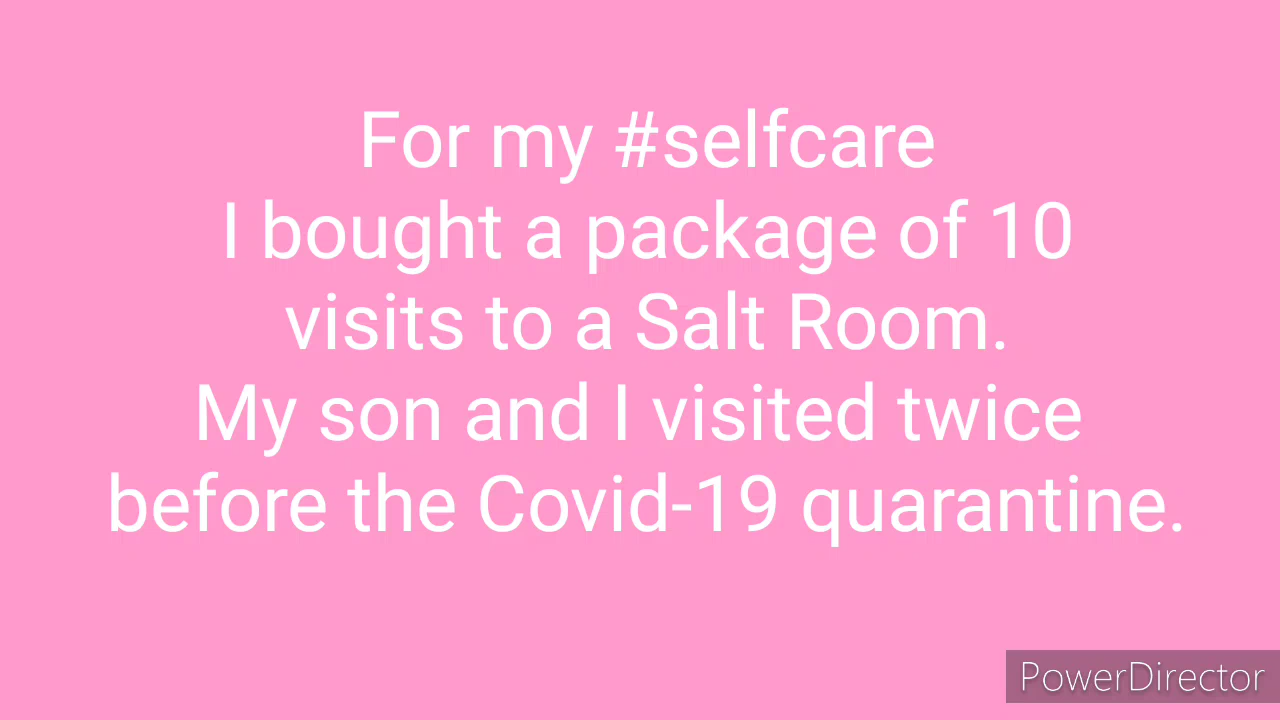 For my #selfcare
I bought a package of 10
visits to a Salt Room.
My son and I visited twice
before the Covid-19 quarantine.
PowerDirector